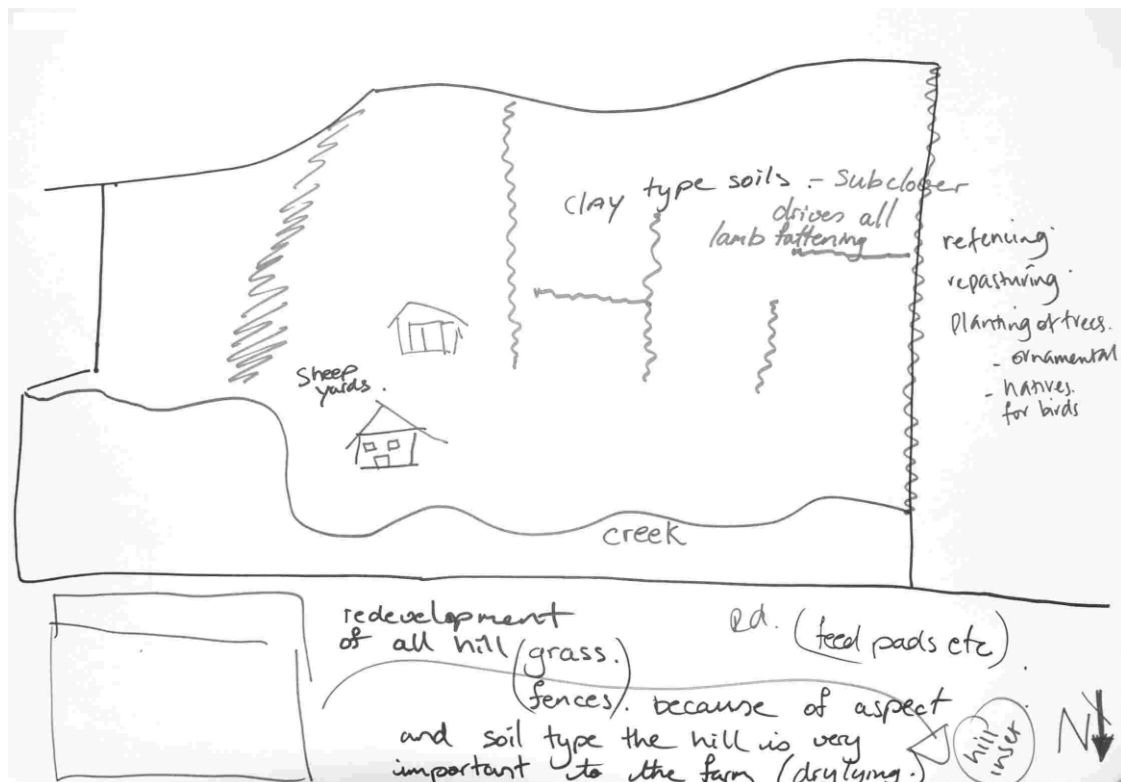 clay type soils - Subclover
drives all
lamb fattening
refencing
repasturing
Planting of trees.
- ornamental
- natives.
for birds
Sheep
yards.
creek
redevelopment
of all hill (grass.
fences).
Rd. (feed pads etc).
because of aspect
and soil type the hill is very
important to the farm (drylying.)
hill
inset
N